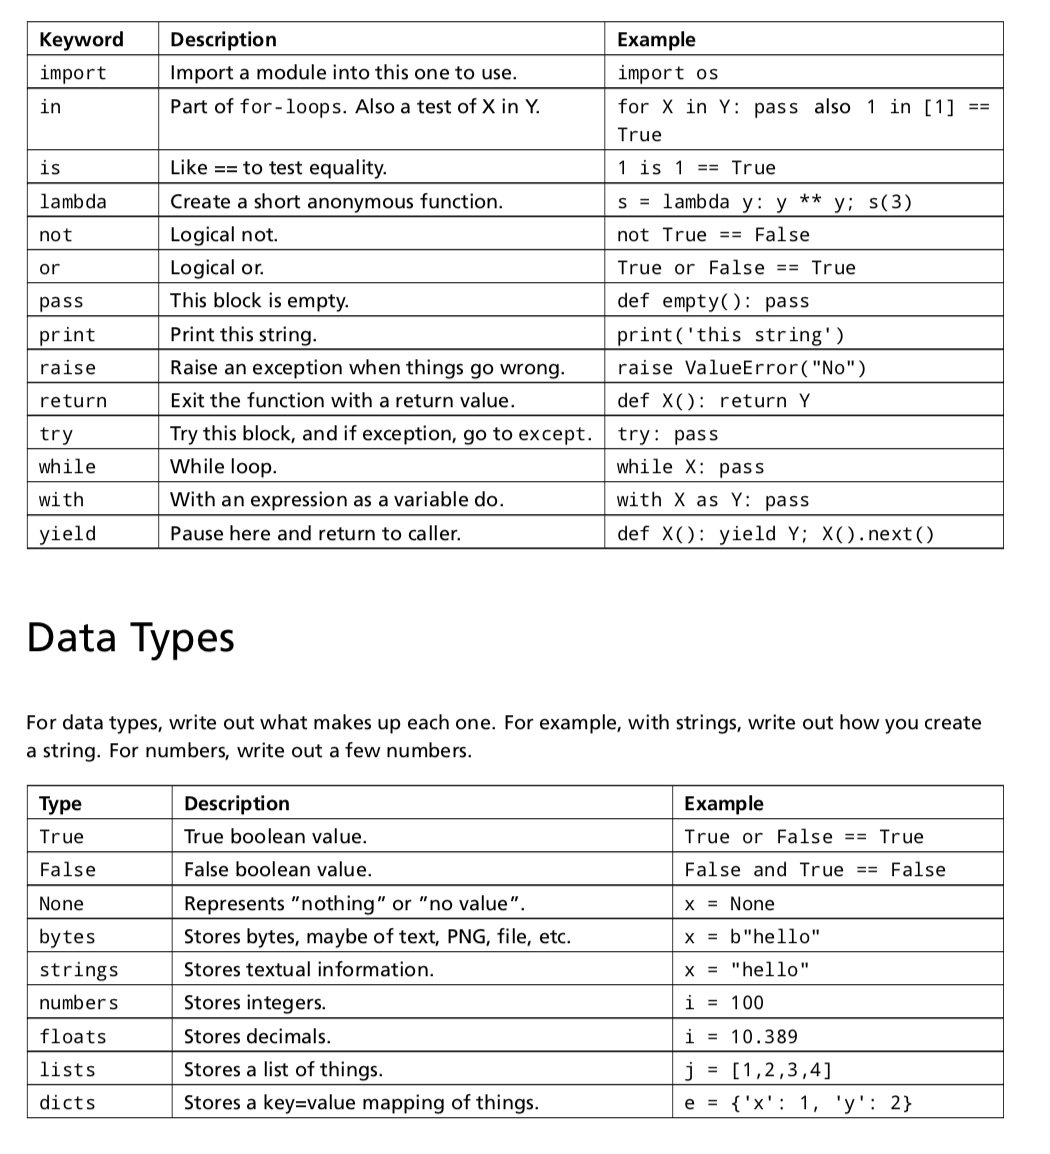 Keyword Description Example
import Import a module into this one to use. import os
in Part of for-loops. Also a test of X in Y. for X in Y: pass also 1 in [1] ==
True
is Like == to test equality. 1 is 1 == True
lambda Create a short anonymous function. s = lambda y: y ** y; s(3)
not Logical not. not True == False
or Logical or. True or False == True
pass This block is empty. def empty(): pass
print Print this string. print('this string')
raise Raise an exception when things go wrong. raise ValueError("No")
return Exit the function with a return value. def X(): return Y
try Try this block, and if exception, go to except. try: pass
while While loop. while X: pass
with With an expression as a variable do. with X as Y: pass
yield Pause here and return to caller. def X(): yield Y; X().next()
Data Types
For data types, write out what makes up each one. For example, with strings, write out how you create
a string. For numbers, write out a few numbers.
Type Description Example
True True boolean value. True or False == True
False False boolean value. False and True == False
None Represents "nothing" or "no value". x = None
bytes Stores bytes, maybe of text, PNG, file, etc. x = b"hello"
strings Stores textual information. x = "hello"
numbers Stores integers. i = 100
floats Stores decimals. i = 10.389
lists Stores a list of things. j = [1,2,3,4]
dicts Stores a key=value mapping of things. e = {'x': 1, 'y': 2}